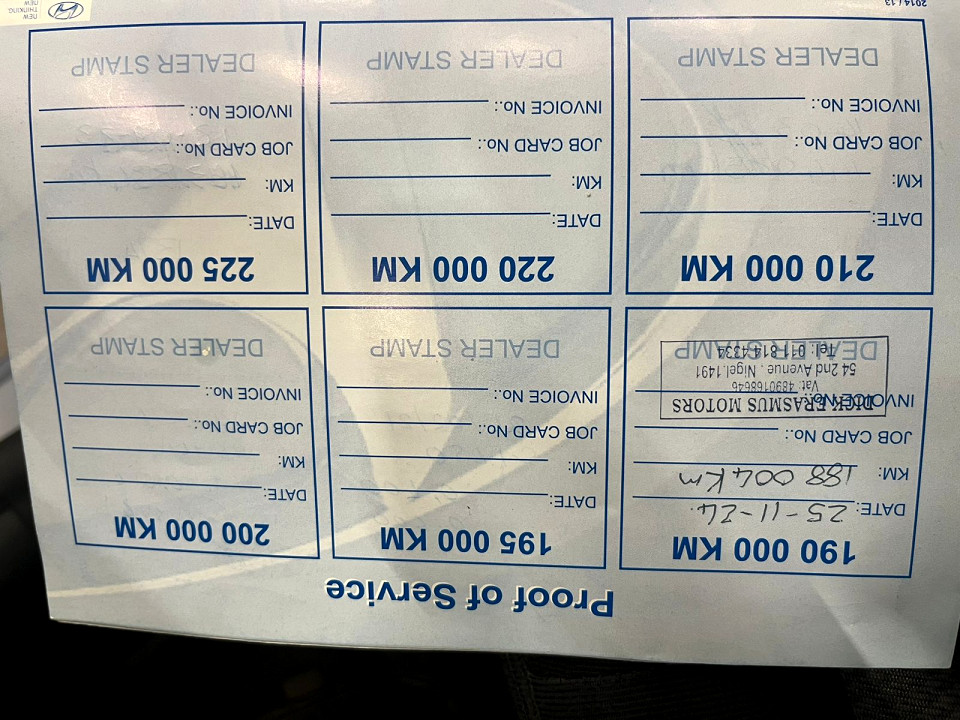 Proof of Service
190 000 KM
DATE: 25-11-24
KM: 188 004 Km
JOB CARD No.:
INVOICE No.:
DICK ERASMUS MOTORS
Vat: 4890168646
54 2nd Avenue . Nigel.1491
Tel: 011 814 4334
DEALER STAMP
195 000 KM
DATE:
KM:
JOB CARD No.:
INVOICE No.:
DEALER STAMP
200 000 KM
DATE:
KM:
JOB CARD No.:
INVOICE No.:
DEALER STAMP
210 000 KM
DATE:
KM:
JOB CARD No.:
INVOICE No.:
DEALER STAMP
220 000 KM
DATE:
KM:
JOB CARD No.:
INVOICE No.:
DEALER STAMP
225 000 KM
DATE:
KM:
JOB CARD No.:
INVOICE No.:
DEALER STAMP
2014 / 13
NEW
THINKING.
NEW